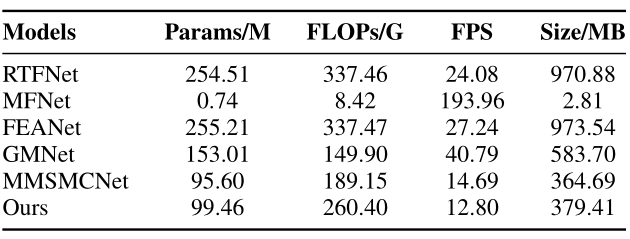 Models Params/M FLOPs/G FPS Size/MB
RTFNet 254.51 337.46 24.08 970.88
MFNet 0.74 8.42 193.96 2.81
FEANet 255.21 337.47 27.24 973.54
GMNet 153.01 149.90 40.79 583.70
MMSMCNet 95.60 189.15 14.69 364.69
Ours 99.46 260.40 12.80 379.41